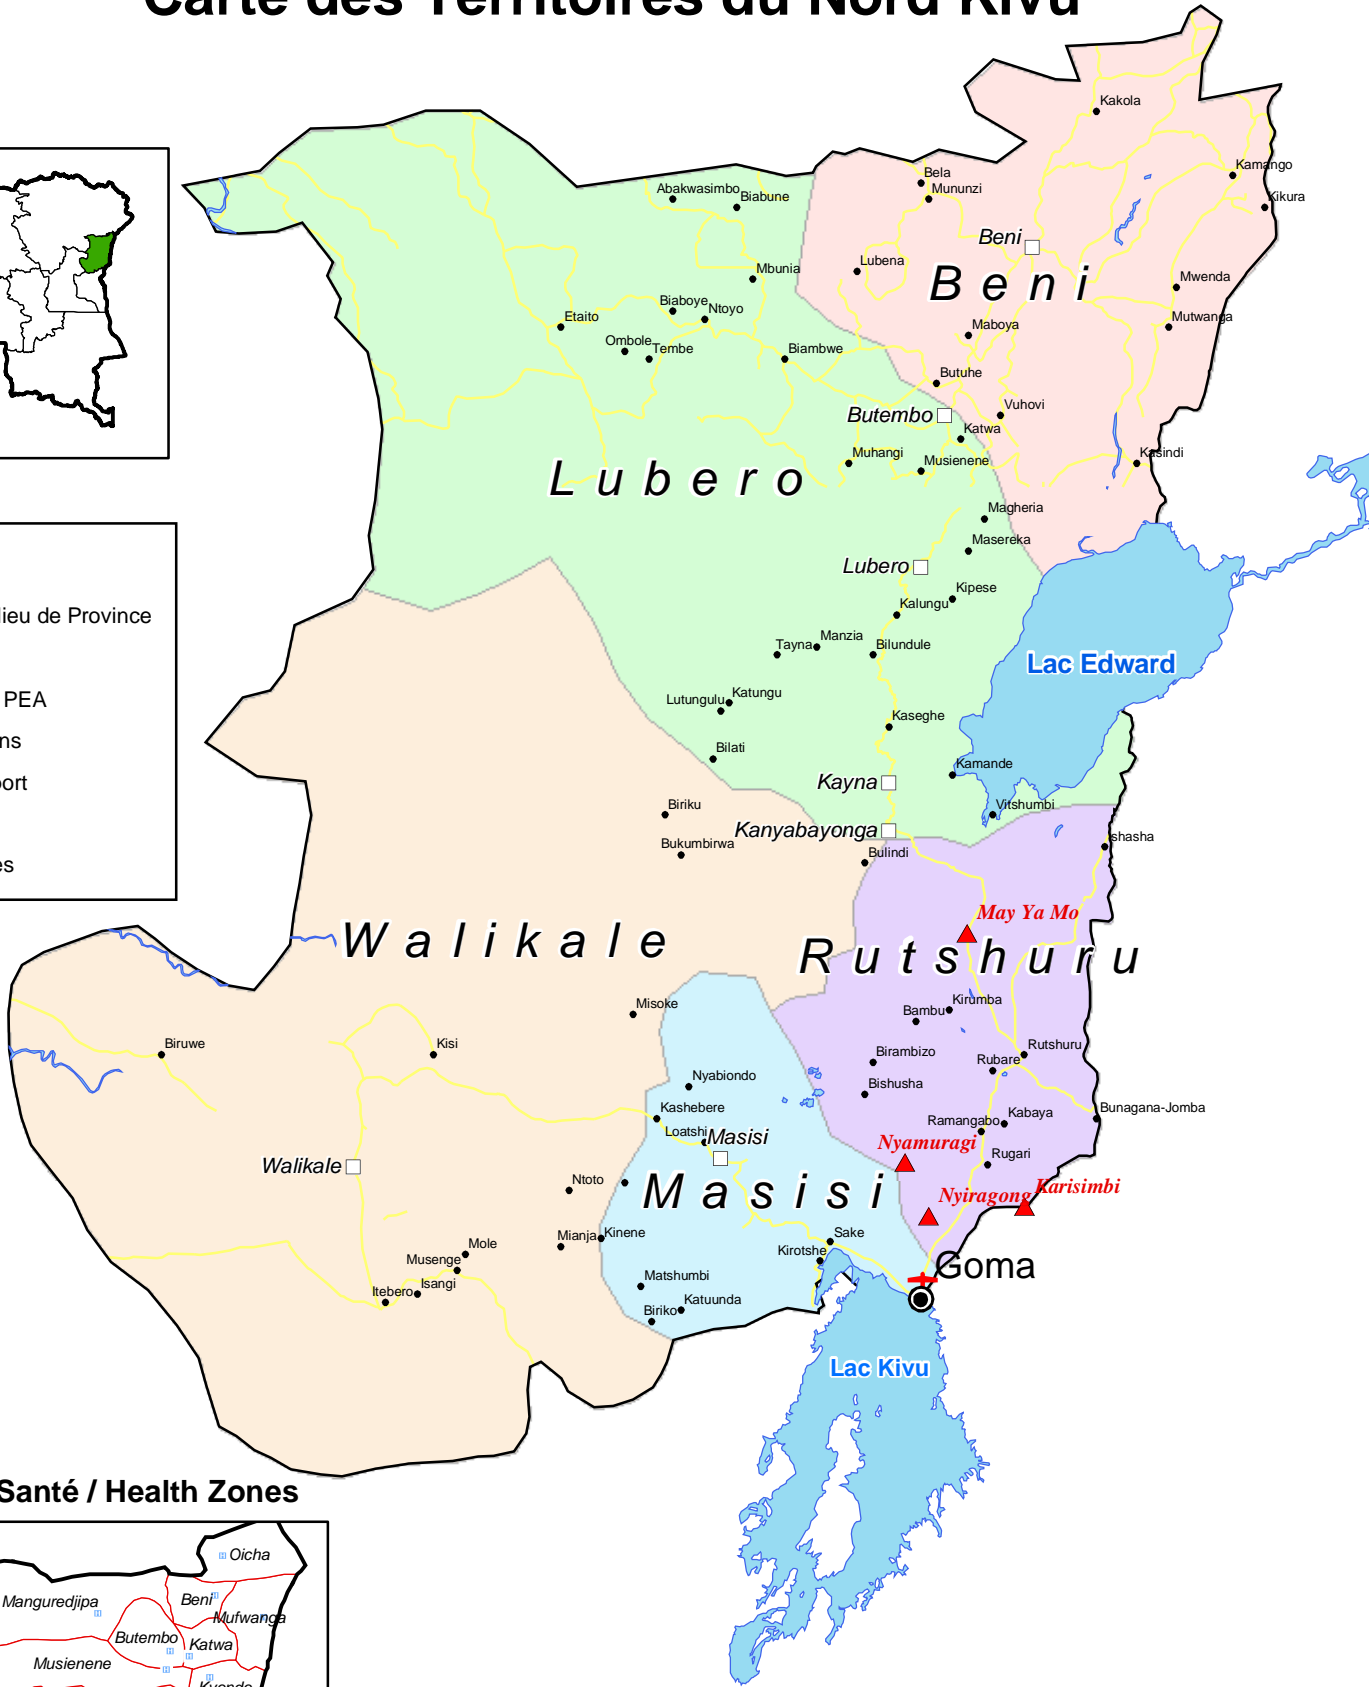 Carte des Territoires du Nord Kivu
Kakola
Kamango
Kikura
Bela
Mununzi
Abakwasimbo
Biabune
Beni
Lubena
Beni
Mbunia
Mwenda
Biaboye
Ntoyo
Etaito
Maboya
Mutwanga
Ombole
Tembe
Biambwe
Butuhe
Butembo
Vuhovi
Katwa
Muhangi
Musienene
Kasindi
Lubero
Magheria
Masereka
Lubero
Kipese
Kalungu
lieu de Province
Tayna
Manzia
Bilundule
Lac Edward
PEA
Lutungulu
Katungu
Kaseghe
ns
Bilati
Kamande
port
Kayna
Biriku
Vitshumbi
Kanyabayonga
Bukumbirwa
Bulindi
Ishasha
es
May Ya Mo
Walikale
Rutshuru
Misoke
Bambu
Kirumba
Biruwe
Kisi
Birambizo
Rubare
Rutshuru
Nyabiondo
Bishusha
Kashebere
Ramangabo
Kabaya
Bunagana-Jomba
Loatshi
Masisi
Nyamuragi
Rugari
Walikale
Ntoto
Masisi
Nyiragong
Karisimbi
Mianja
Kinene
Sake
Mole
Kirotshe
Musenge
Goma
Itebero
Isangi
Matshumbi
Katuunda
Biriko
Lac Kivu
Santé / Health Zones
Oicha
Manguredjipa
Beni
Mufwanga
Butembo
Katwa
Musienene
Kyondo